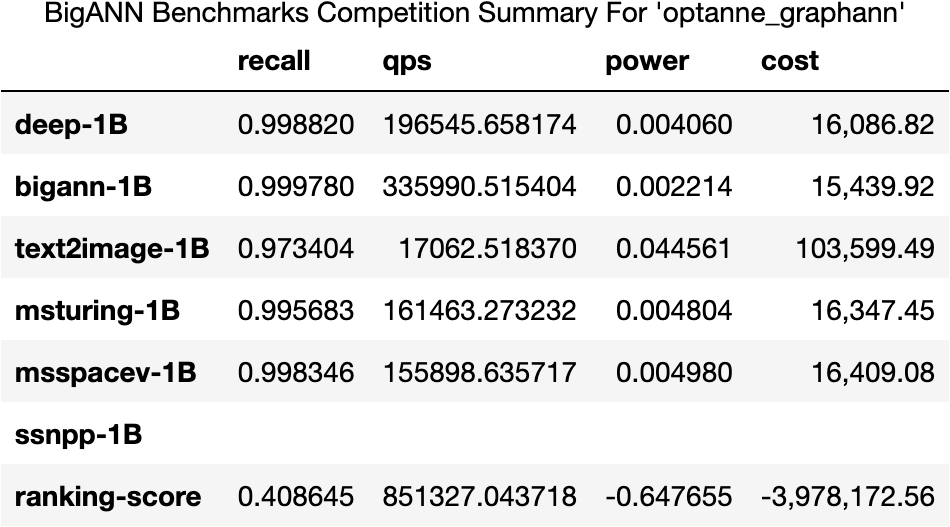 BigANN Benchmarks Competition Summary For 'optanne_graphann'
recall qps power cost
deep-1B 0.998820 196545.658174 0.004060 16,086.82
bigann-1B 0.999780 335990.515404 0.002214 15,439.92
text2image-1B 0.973404 17062.518370 0.044561 103,599.49
msturing-1B 0.995683 161463.273232 0.004804 16,347.45
msspacev-1B 0.998346 155898.635717 0.004980 16,409.08
ssnpp-1B
ranking-score 0.408645 851327.043718 -0.647655 -3,978,172.56